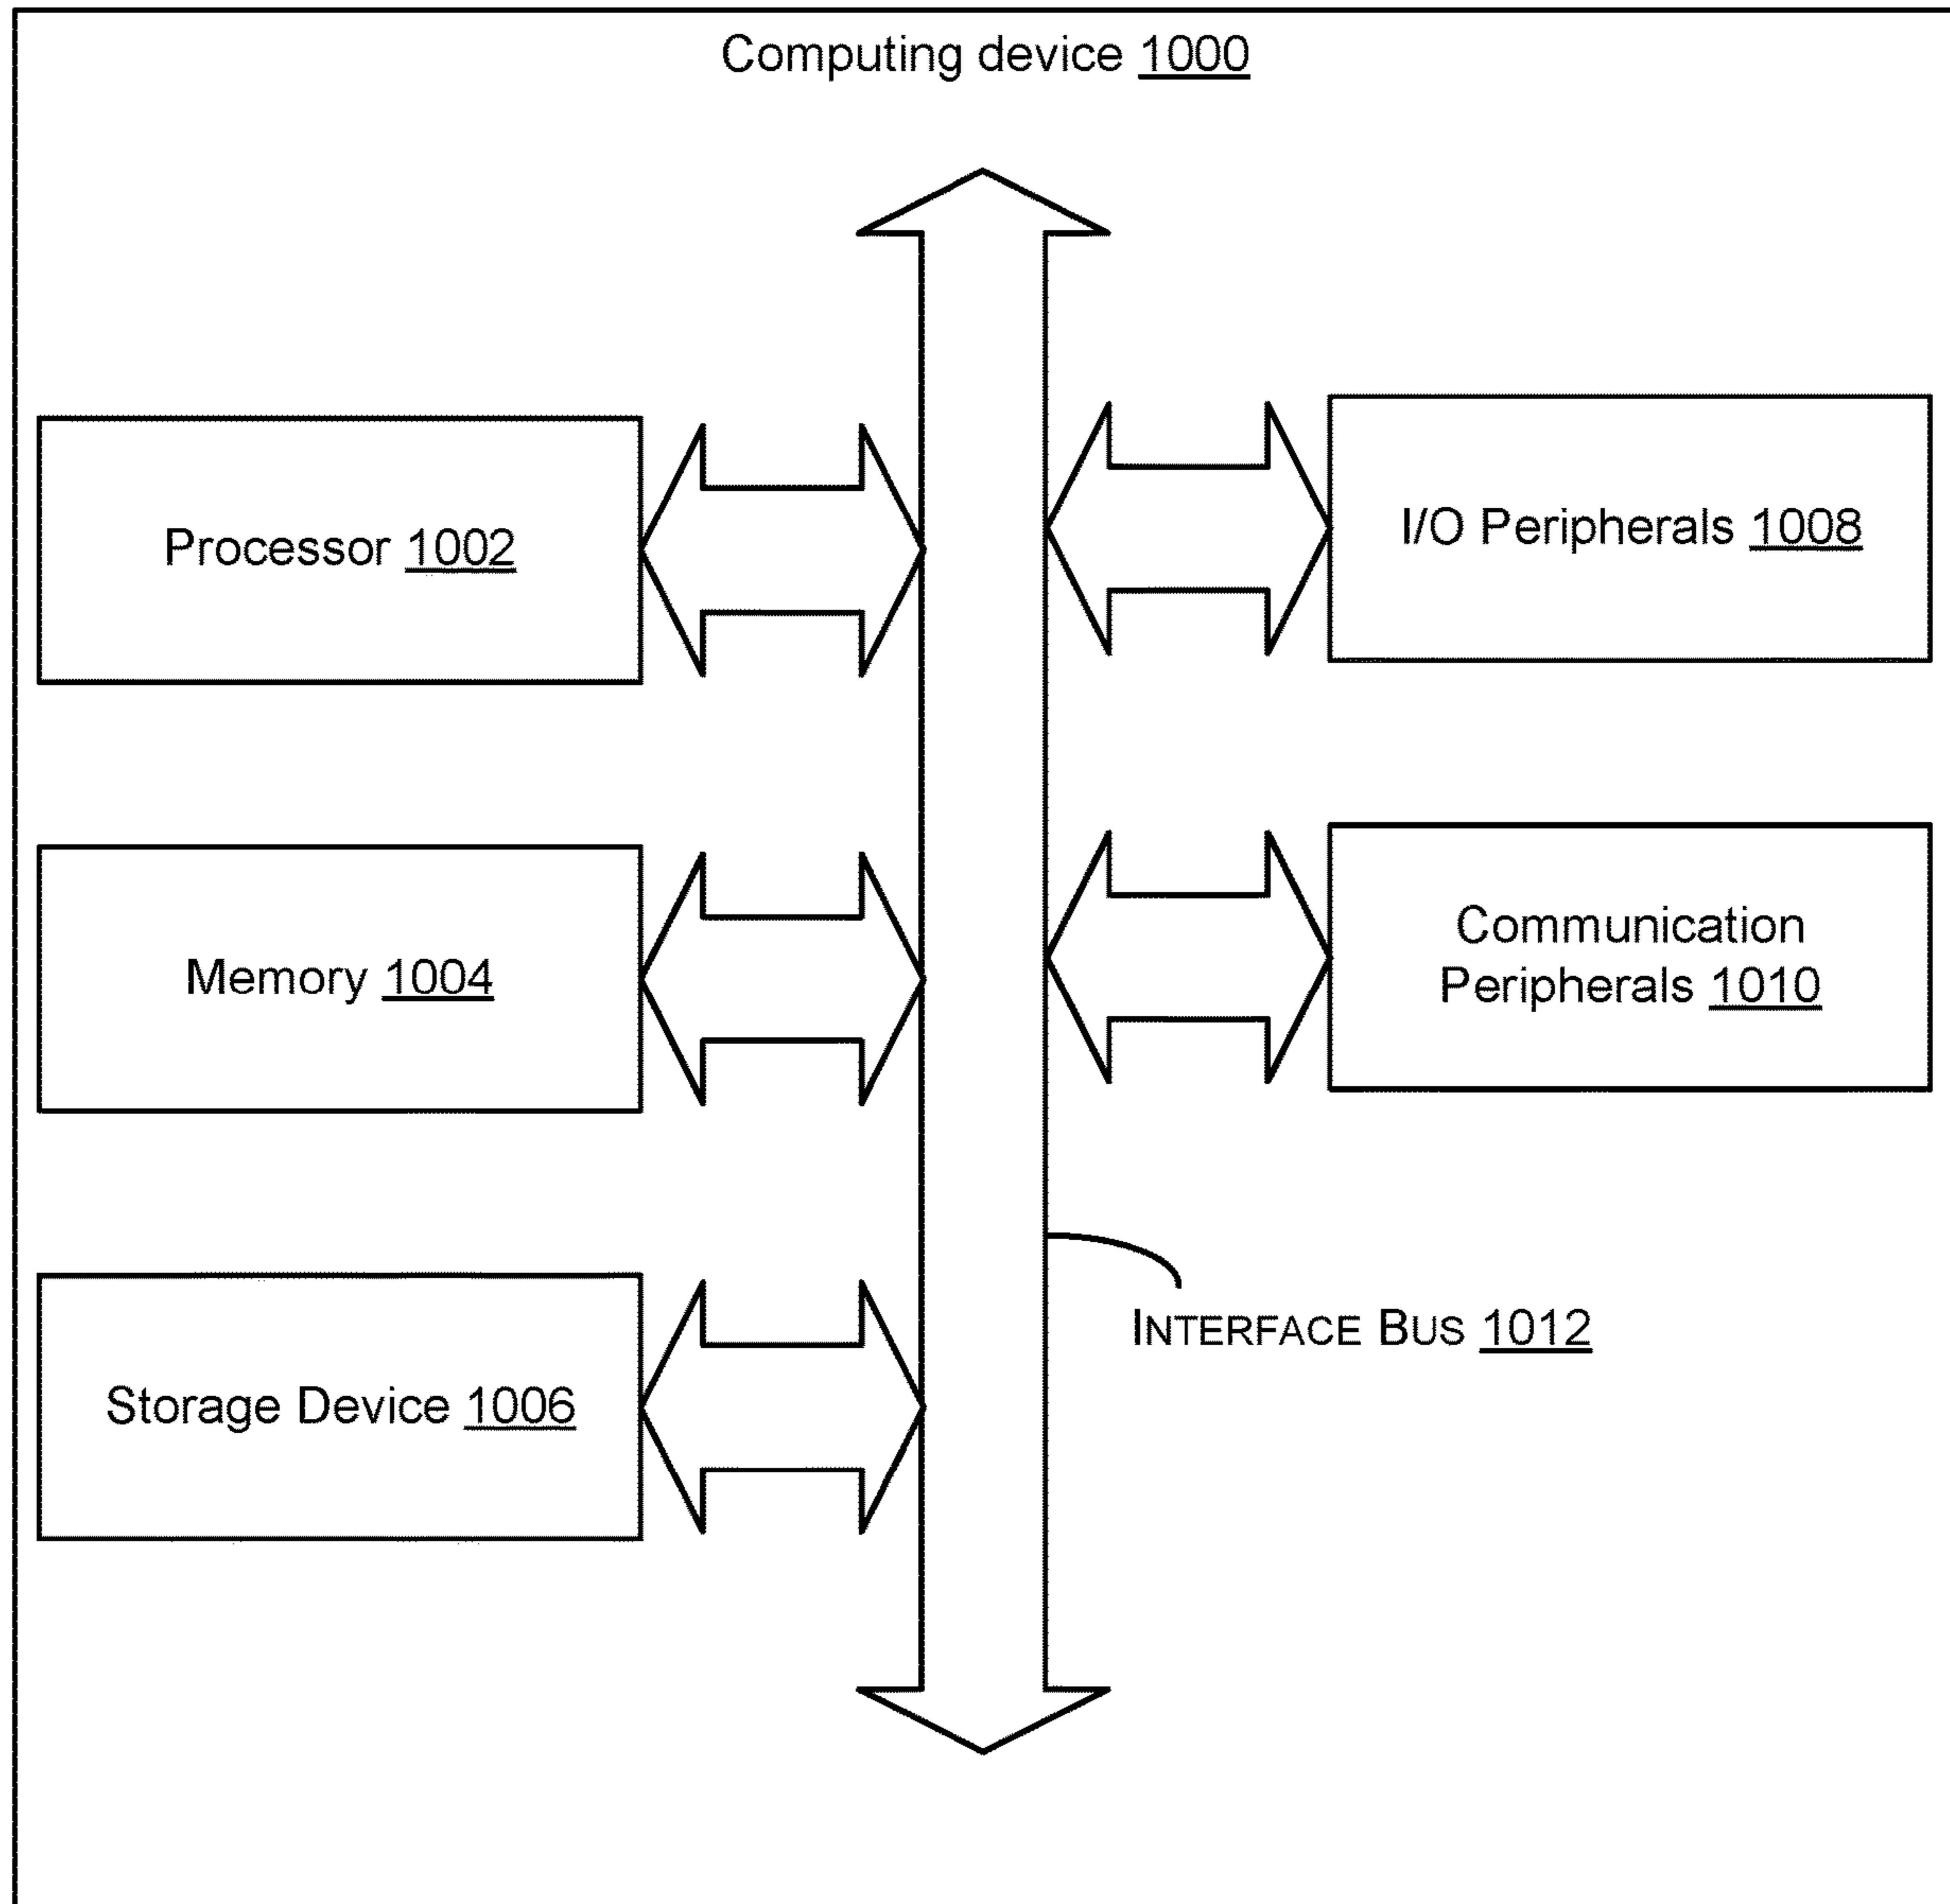 Computing device 1000
Processor 1002
I/O Peripherals 1008
Memory 1004
Communication
Peripherals 1010
Storage Device 1006
INTERFACE BUS 1012